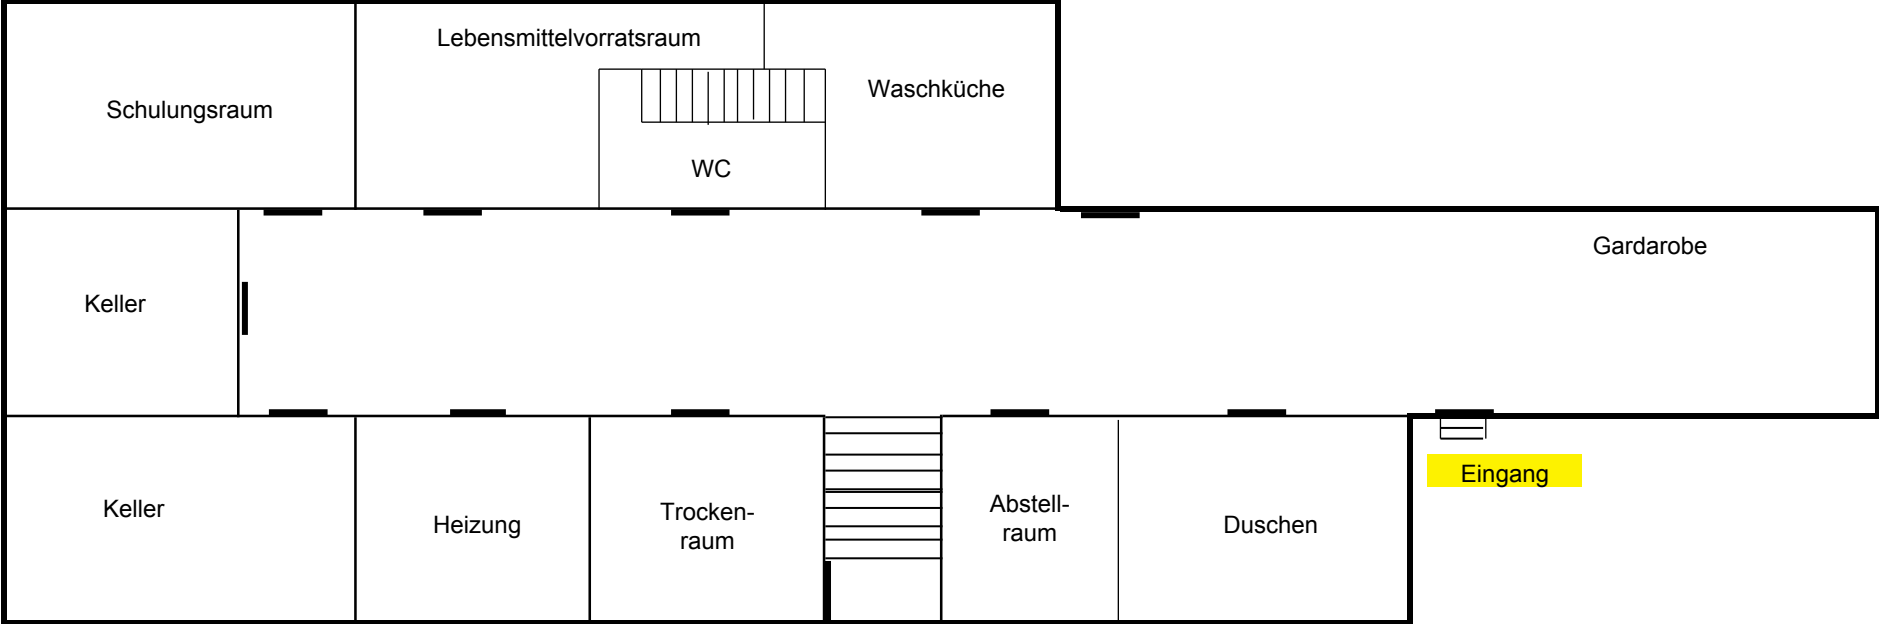 Lebensmittelvorratsraum
Waschküche
Schulungsraum
WC
Gardarobe
Keller
Keller
Heizung
Trocken-
raum
Abstell-
raum
Duschen
Eingang